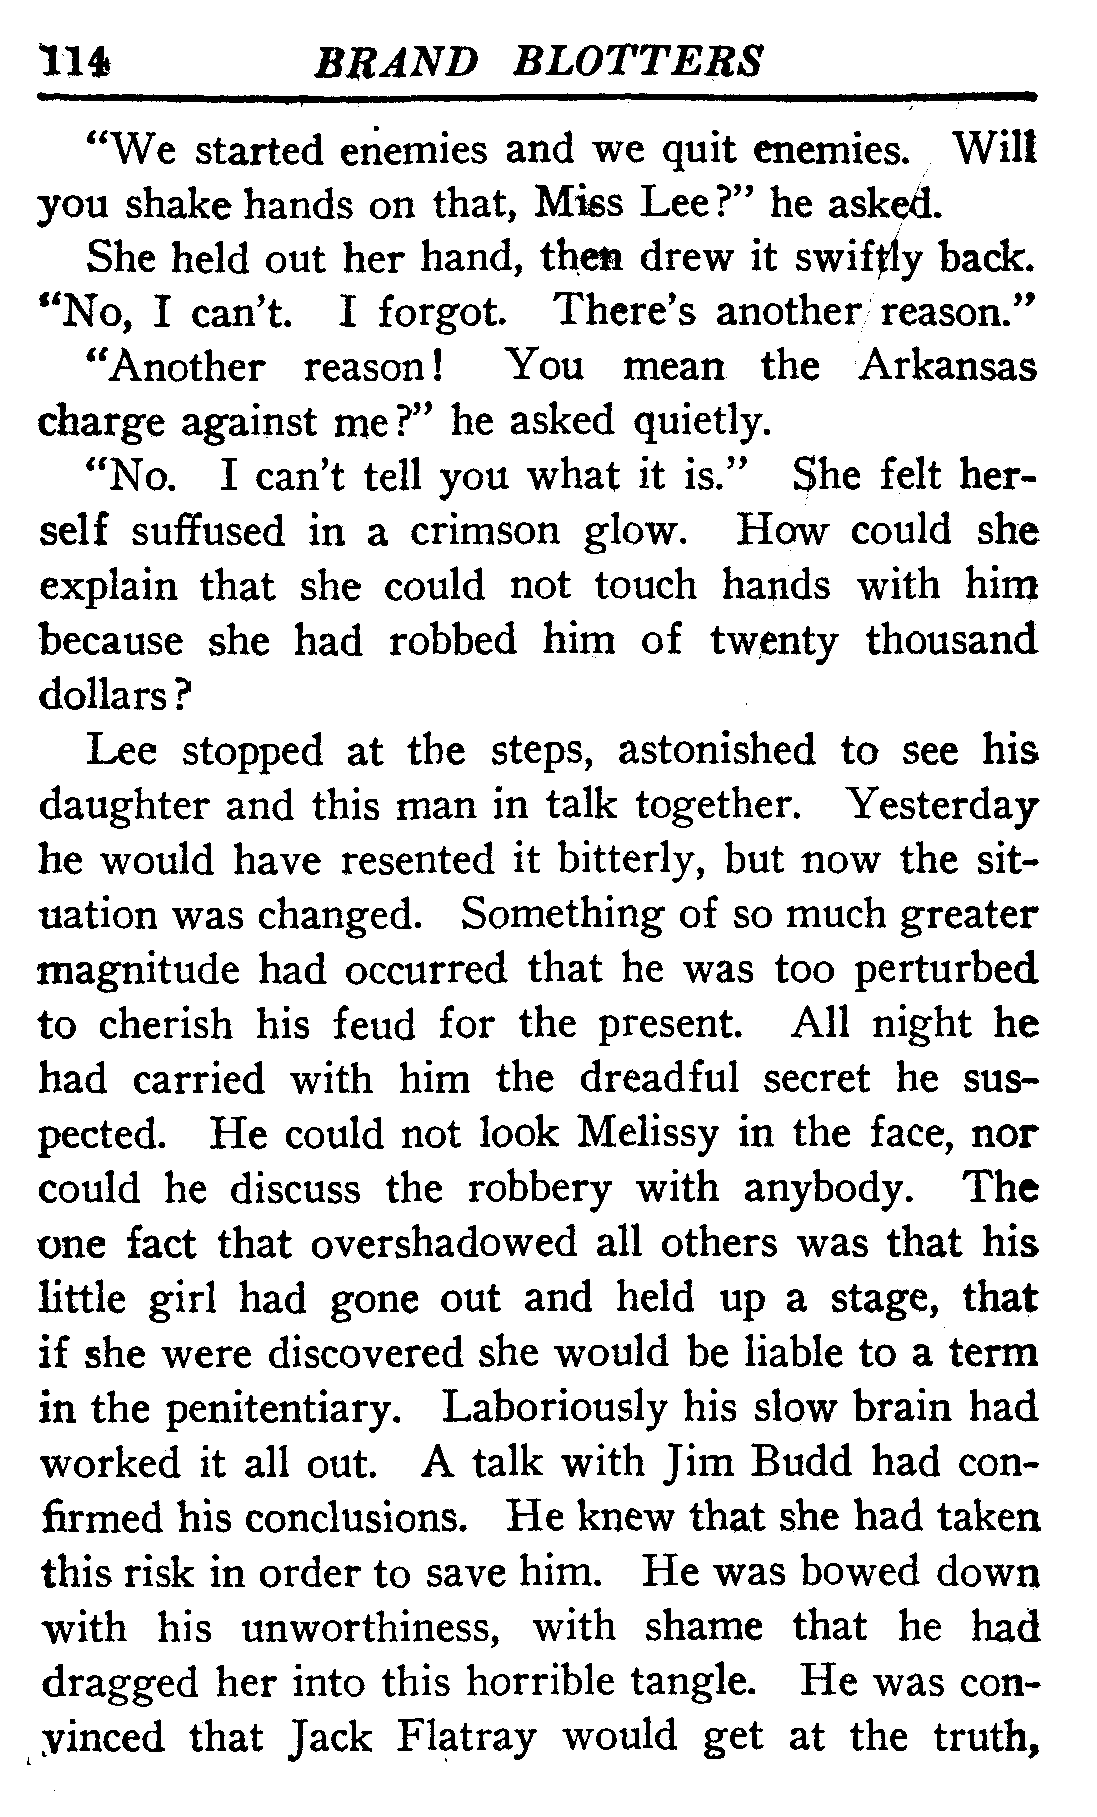 114 BRAND BLOTTERS
“We started enemies and we quit enemies. Will
you shake hands on that, Miss Lee?” he asked.
She held out her hand, then drew it swiftly back.
“No, I can't. I forgot. There's another reason.”
“Another reason! You mean the Arkansas
charge against me?” he asked quietly.
“No. I can't tell you what it is.” She felt her-
self suffused in a crimson glow. How could she
explain that she could not touch hands with him
because she had robbed him of twenty thousand
dollars?
Lee stopped at the steps, astonished to see his
daughter and this man in talk together. Yesterday
he would have resented it bitterly, but now the sit-
uation was changed. Something of so much greater
magnitude had occurred that he was too perturbed
to cherish his feud for the present. All night he
had carried with him the dreadful secret he sus-
pected. He could not look Melissy in the face, nor
could he discuss the robbery with anybody. The
one fact that overshadowed all others was that his
little girl had gone out and held up a stage, that
if she were discovered she would be liable to a term
in the penitentiary. Laboriously his slow brain had
worked it all out. A talk with Jim Budd had con-
firmed his conclusions. He knew that she had taken
this risk in order to save him. He was bowed down
with his unworthiness, with shame that he had
dragged her into this horrible tangle. He was con-
vinced that Jack Flatray would get at the truth,